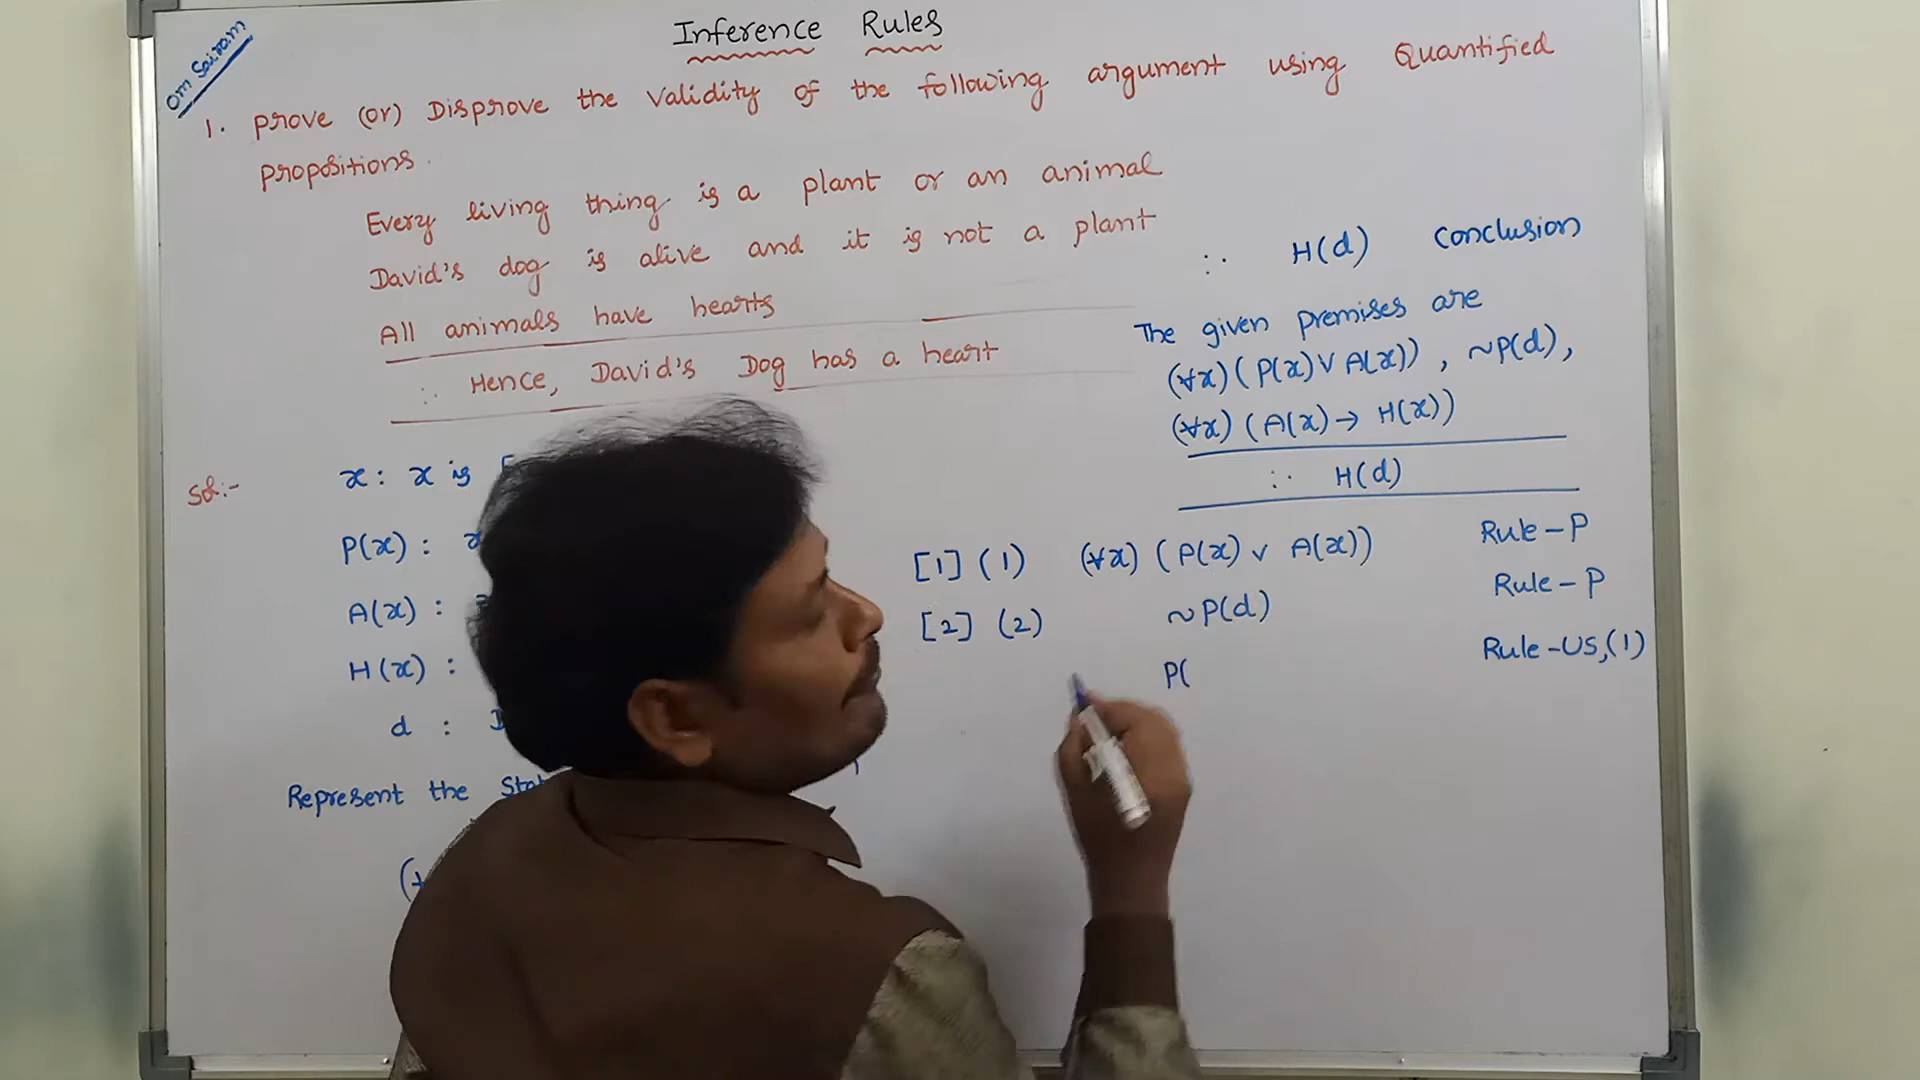 Om Sairam
Inference Rules
1. Prove (or) Disprove the Validity of the following argument using Quantified
propositions.
Every living thing is a plant or an animal
David's dog is alive and it is not a plant
All animals have hearts
∴ Hence, David's Dog has a heart
Sol:-
x : x is
P(x) :
A(x) :
H(x) :
d :
Represent the
∴ H(d) Conclusion
The given premises are
(∀x) (P(x) ∨ A(x)) , ~P(d),
(∀x) (A(x) → H(x))
∴ H(d)
[1] (1) (∀x) (P(x) ∨ A(x)) Rule-P
[2] (2) ~P(d) Rule-P
P( Rule-US,(1)